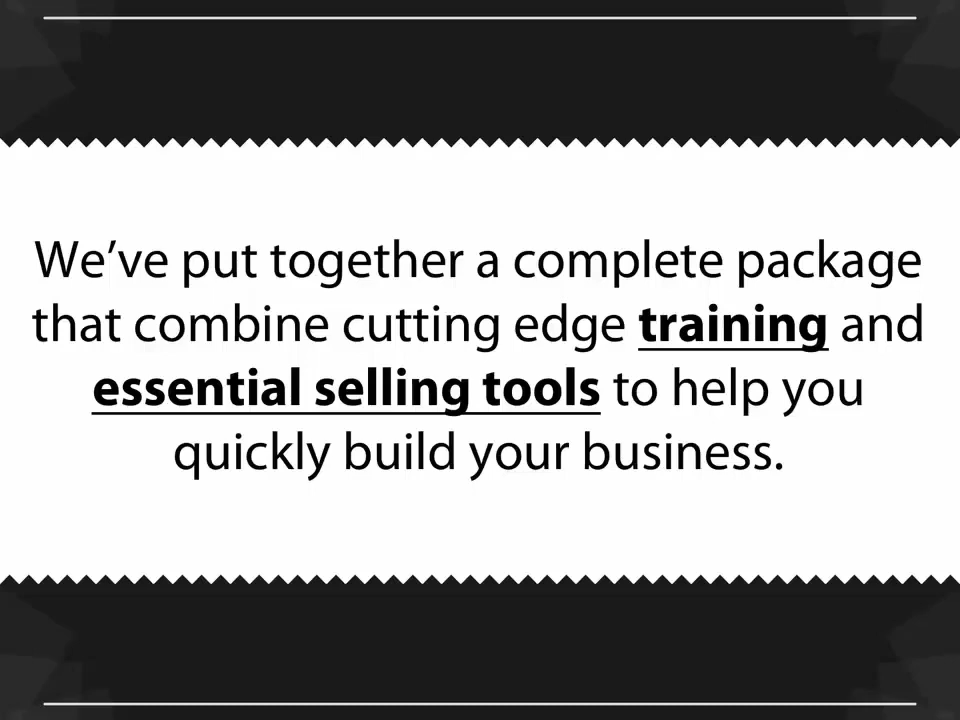 We’ve put together a complete package
that combine cutting edge training and
essential selling tools to help you
quickly build your business.